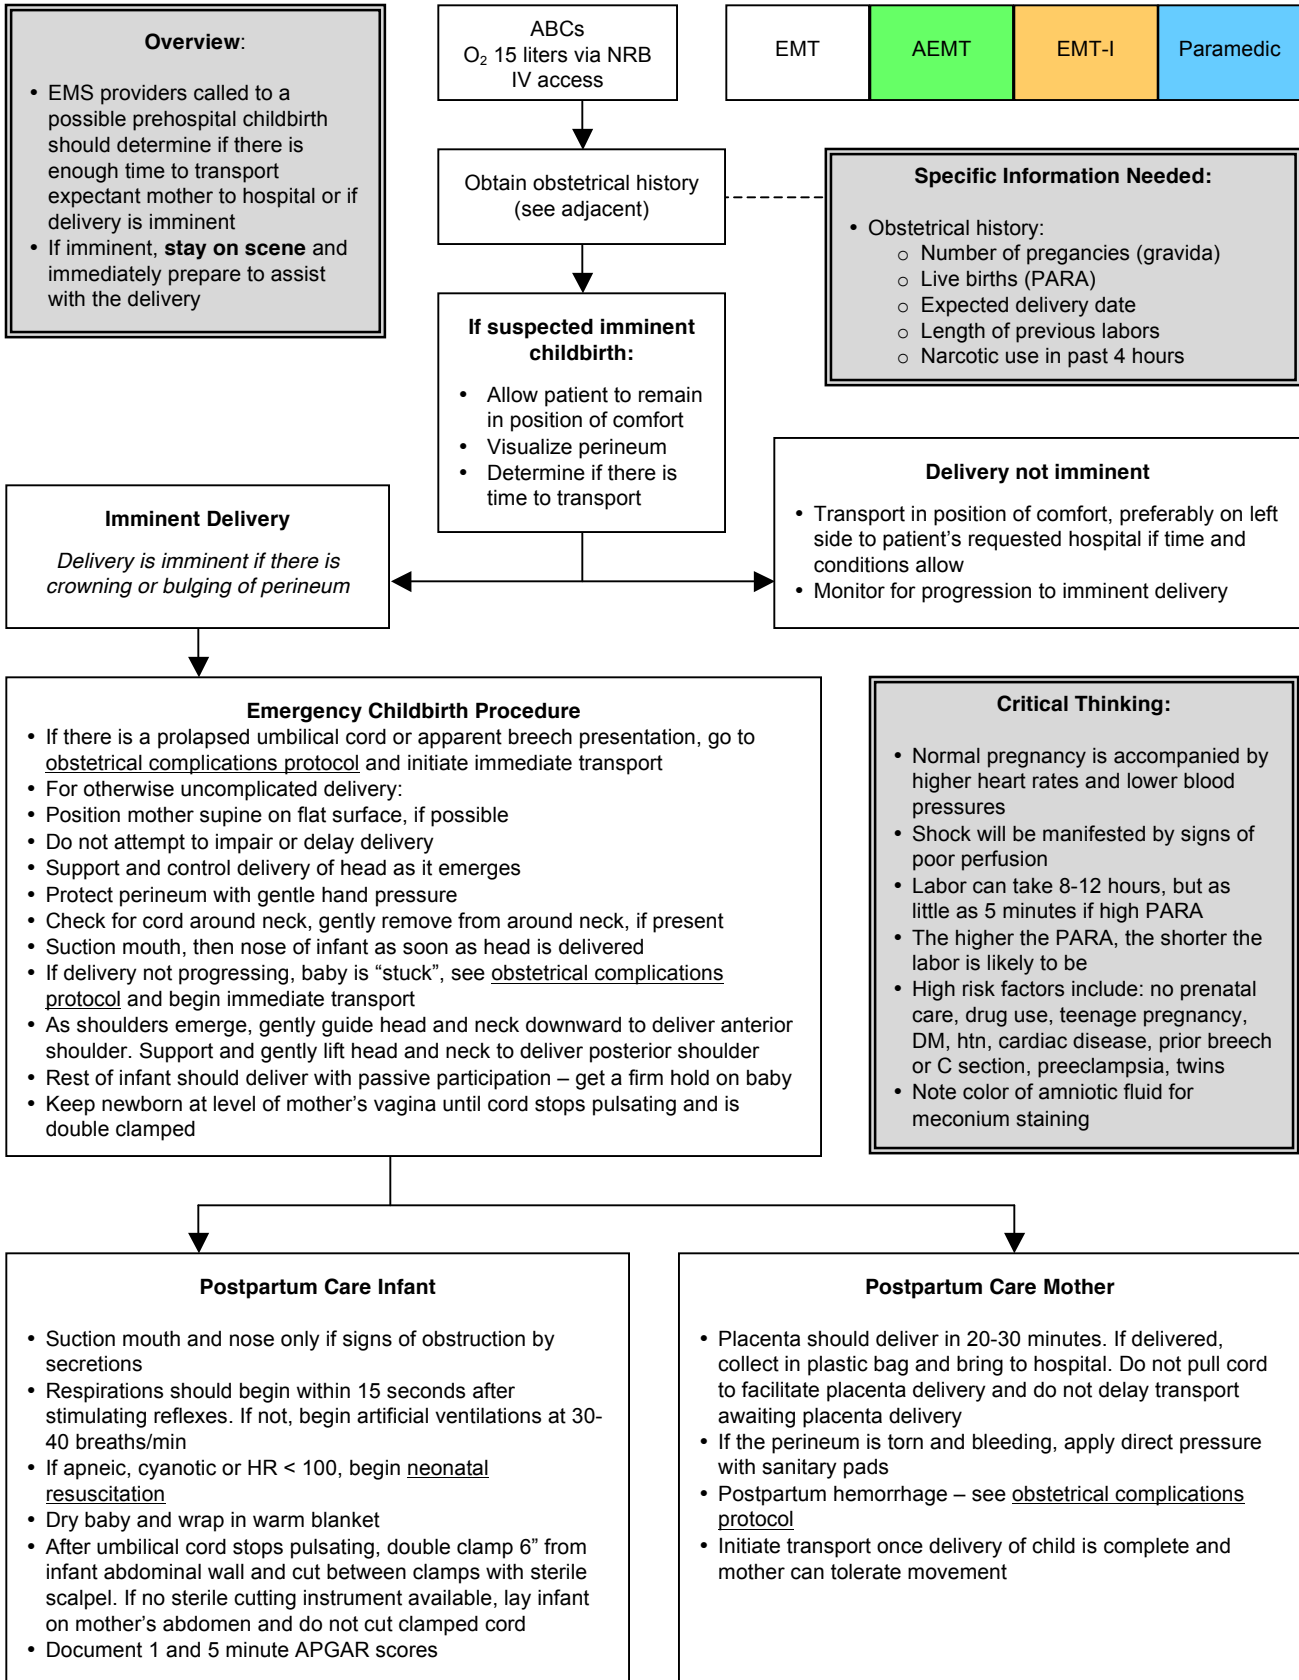 Overview:
• EMS providers called to a
possible prehospital childbirth
should determine if there is
enough time to transport
expectant mother to hospital or if
delivery is imminent
• If imminent, stay on scene and
immediately prepare to assist
with the delivery
ABCs
O₂ 15 liters via NRB
IV access
EMT
AEMT
EMT-I
Paramedic
Obtain obstetrical history
(see adjacent)
Specific Information Needed:
• Obstetrical history:
o Number of pregancies (gravida)
o Live births (PARA)
o Expected delivery date
o Length of previous labors
o Narcotic use in past 4 hours
If suspected imminent
childbirth:
• Allow patient to remain
in position of comfort
• Visualize perineum
• Determine if there is
time to transport
Imminent Delivery
Delivery is imminent if there is
crowning or bulging of perineum
Delivery not imminent
• Transport in position of comfort, preferably on left
side to patient’s requested hospital if time and
conditions allow
• Monitor for progression to imminent delivery
Emergency Childbirth Procedure
• If there is a prolapsed umbilical cord or apparent breech presentation, go to
obstetrical complications protocol and initiate immediate transport
• For otherwise uncomplicated delivery:
• Position mother supine on flat surface, if possible
• Do not attempt to impair or delay delivery
• Support and control delivery of head as it emerges
• Protect perineum with gentle hand pressure
• Check for cord around neck, gently remove from around neck, if present
• Suction mouth, then nose of infant as soon as head is delivered
• If delivery not progressing, baby is “stuck”, see obstetrical complications
protocol and begin immediate transport
• As shoulders emerge, gently guide head and neck downward to deliver anterior
shoulder. Support and gently lift head and neck to deliver posterior shoulder
• Rest of infant should deliver with passive participation – get a firm hold on baby
• Keep newborn at level of mother’s vagina until cord stops pulsating and is
double clamped
Critical Thinking:
• Normal pregnancy is accompanied by
higher heart rates and lower blood
pressures
• Shock will be manifested by signs of
poor perfusion
• Labor can take 8-12 hours, but as
little as 5 minutes if high PARA
• The higher the PARA, the shorter the
labor is likely to be
• High risk factors include: no prenatal
care, drug use, teenage pregnancy,
DM, htn, cardiac disease, prior breech
or C section, preeclampsia, twins
• Note color of amniotic fluid for
meconium staining
Postpartum Care Infant
• Suction mouth and nose only if signs of obstruction by
secretions
• Respirations should begin within 15 seconds after
stimulating reflexes. If not, begin artificial ventilations at 30-
40 breaths/min
• If apneic, cyanotic or HR < 100, begin neonatal
resuscitation
• Dry baby and wrap in warm blanket
• After umbilical cord stops pulsating, double clamp 6” from
infant abdominal wall and cut between clamps with sterile
scalpel. If no sterile cutting instrument available, lay infant
on mother’s abdomen and do not cut clamped cord
• Document 1 and 5 minute APGAR scores
Postpartum Care Mother
• Placenta should deliver in 20-30 minutes. If delivered,
collect in plastic bag and bring to hospital. Do not pull cord
to facilitate placenta delivery and do not delay transport
awaiting placenta delivery
• If the perineum is torn and bleeding, apply direct pressure
with sanitary pads
• Postpartum hemorrhage – see obstetrical complications
protocol
• Initiate transport once delivery of child is complete and
mother can tolerate movement